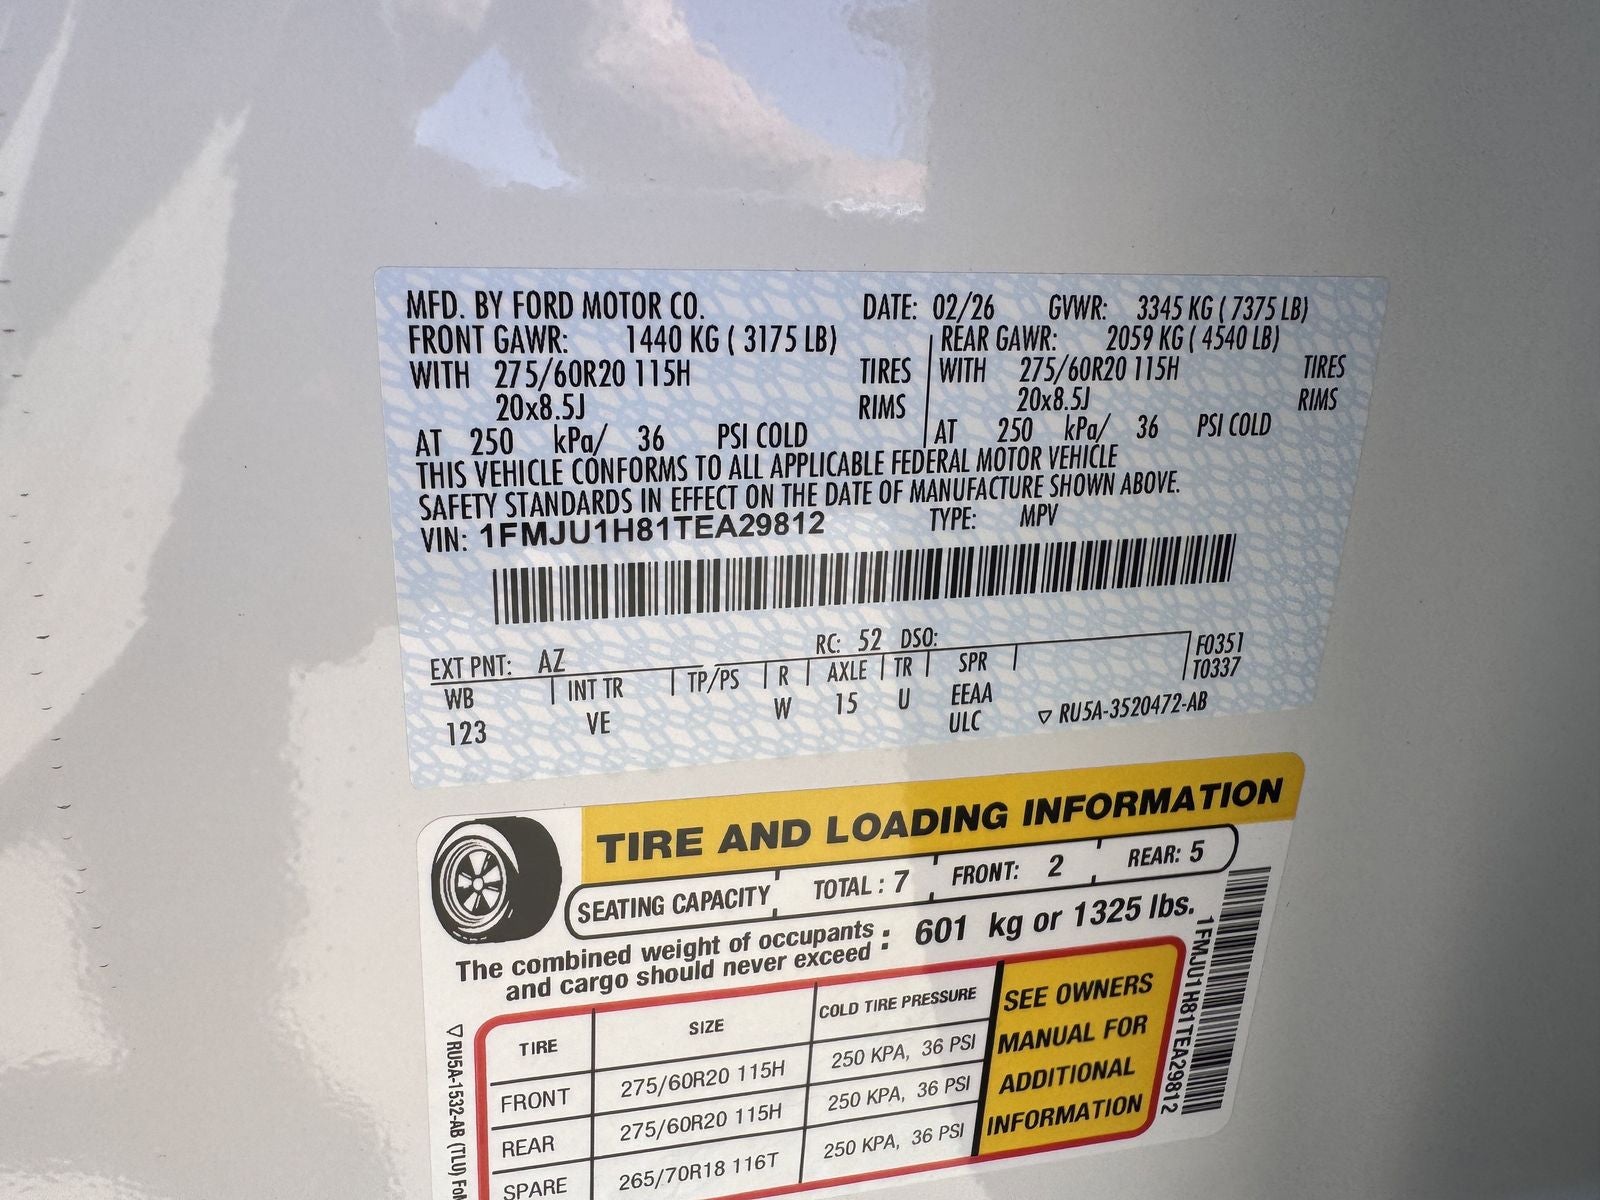 MFD. BY FORD MOTOR CO. DATE: 02/26 GVWR: 3345 KG ( 7375 LB)
FRONT GAWR: 1440 KG ( 3175 LB) REAR GAWR: 2059 KG ( 4540 LB)
WITH 275/60R20 115H TIRES WITH 275/60R20 115H TIRES
20x8.5J RIMS 20x8.5J RIMS
AT 250 kPa/ 36 PSI COLD AT 250 kPa/ 36 PSI COLD
THIS VEHICLE CONFORMS TO ALL APPLICABLE FEDERAL MOTOR VEHICLE
SAFETY STANDARDS IN EFFECT ON THE DATE OF MANUFACTURE SHOWN ABOVE.
VIN: 1FMJU1H81TEA29812 TYPE: MPV
EXT PNT: AZ RC: 52 DSO: F0351
WB INT TR TP/PS R AXLE TR SPR T0337
123 VE W 15 U EEAA
ULC ▽ RU5A-3520472-AB
TIRE AND LOADING INFORMATION
SEATING CAPACITY TOTAL : 7 FRONT: 2 REAR: 5
The combined weight of occupants
and cargo should never exceed : 601 kg or 1325 lbs.
TIRE SIZE COLD TIRE PRESSURE
FRONT 275/60R20 115H 250 KPA, 36 PSI
REAR 275/60R20 115H 250 KPA, 36 PSI
SPARE 265/70R18 116T 250 KPA, 36 PSI
SEE OWNERS
MANUAL FOR
ADDITIONAL
INFORMATION
1FMJU1H81TEA29812
▽ RU5A-1532-AB (TLU)